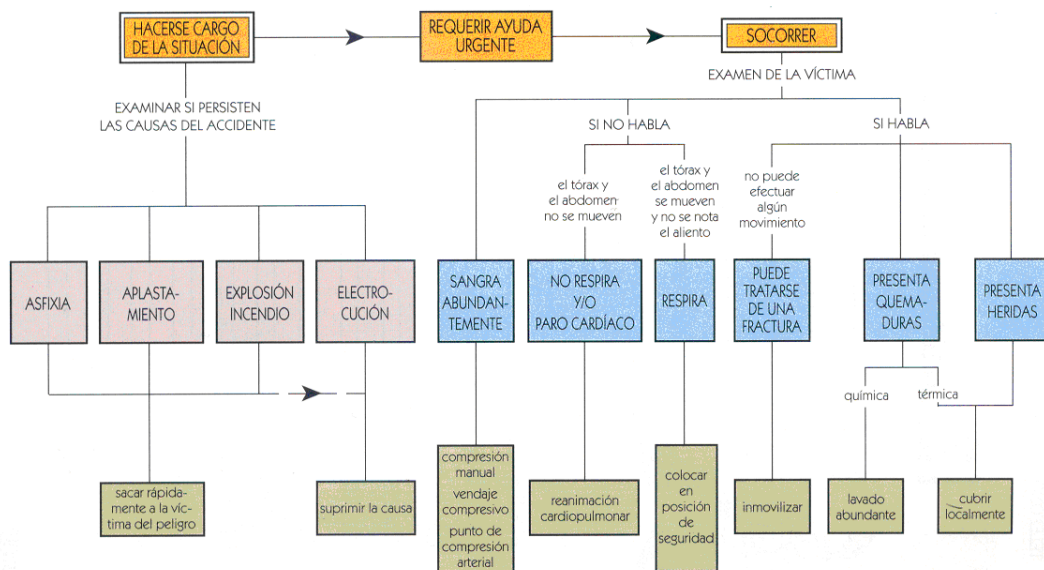 HACERSE CARGO
DE LA SITUACIÓN
REQUERIR AYUDA
URGENTE
SOCORRER
EXAMEN DE LA VÍCTIMA
EXAMINAR SI PERSISTEN
LAS CAUSAS DEL ACCIDENTE
SI NO HABLA
SI HABLA
el tórax y
el abdomen
no se mueven
el tórax y
el abdomen
se mueven
y no se nota
el aliento
no puede
efectuar
algún
movimiento
ASFIXIA
APLASTA-
MIENTO
EXPLOSIÓN
INCENDIO
ELECTRO-
CUCIÓN
SANGRA
ABUNDAN-
TEMENTE
NO RESPIRA
Y/O
PARO CARDÍACO
RESPIRA
PUEDE
TRATARSE
DE UNA
FRACTURA
PRESENTA
QUEMA-
DURAS
PRESENTA
HERIDAS
química
térmica
sacar rápida-
mente a la víc-
tima del peligro
suprimir la causa
compresión
manual
vendaje
compresivo
punto de
compresión
arterial
reanimación
cardiopulmonar
colocar
en
posición
de
seguridad
inmovilizar
lavado
abundante
cubrir
localmente